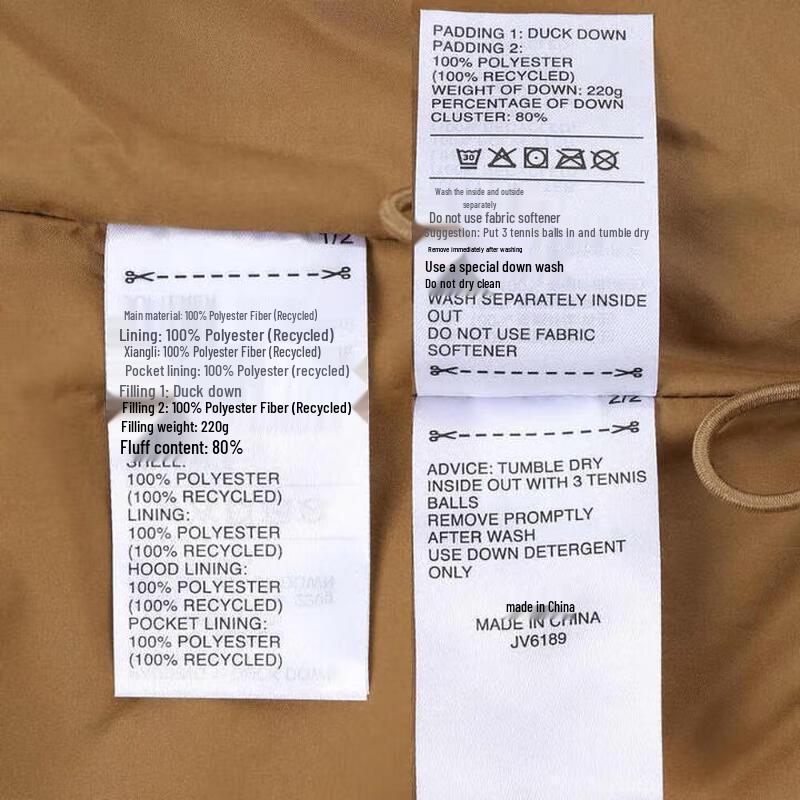 1/2
Main material: 100% Polyester Fiber (Recycled)
Lining: 100% Polyester (Recycled)
Xiangli: 100% Polyester Fiber (Recycled)
Pocket lining: 100% Polyester (recycled)
Filling 1: Duck down
Filling 2: 100% Polyester Fiber (Recycled)
Filling weight: 220g
Fluff content: 80%
SHELL:
100% POLYESTER
(100% RECYCLED)
LINING:
100% POLYESTER
(100% RECYCLED)
HOOD LINING:
100% POLYESTER
(100% RECYCLED)
POCKET LINING:
100% POLYESTER
(100% RECYCLED)
PADDING 1: DUCK DOWN
PADDING 2:
100% POLYESTER
(100% RECYCLED)
WEIGHT OF DOWN: 220g
PERCENTAGE OF DOWN
CLUSTER: 80%
30
Wash the inside and outside
separately
Do not use fabric softener
Suggestion: Put 3 tennis balls in and tumble dry
Remove immediately after washing
Use a special down wash
Do not dry clean
WASH SEPARATELY INSIDE
OUT
DO NOT USE FABRIC
SOFTENER
2/2
ADVICE: TUMBLE DRY
INSIDE OUT WITH 3 TENNIS
BALLS
REMOVE PROMPTLY
AFTER WASH
USE DOWN DETERGENT
ONLY
made in China
MADE IN CHINA
JV6189